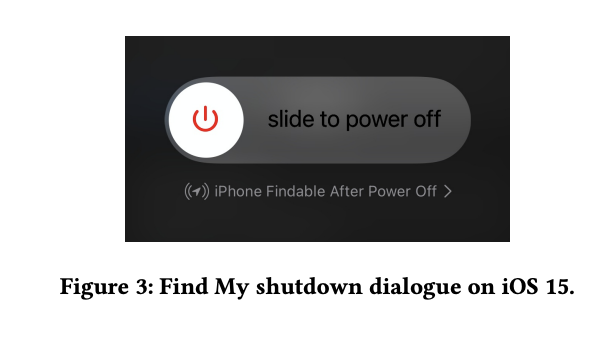 slide to power off
iPhone Findable After Power Off
Figure 3: Find My shutdown dialogue on iOS 15.